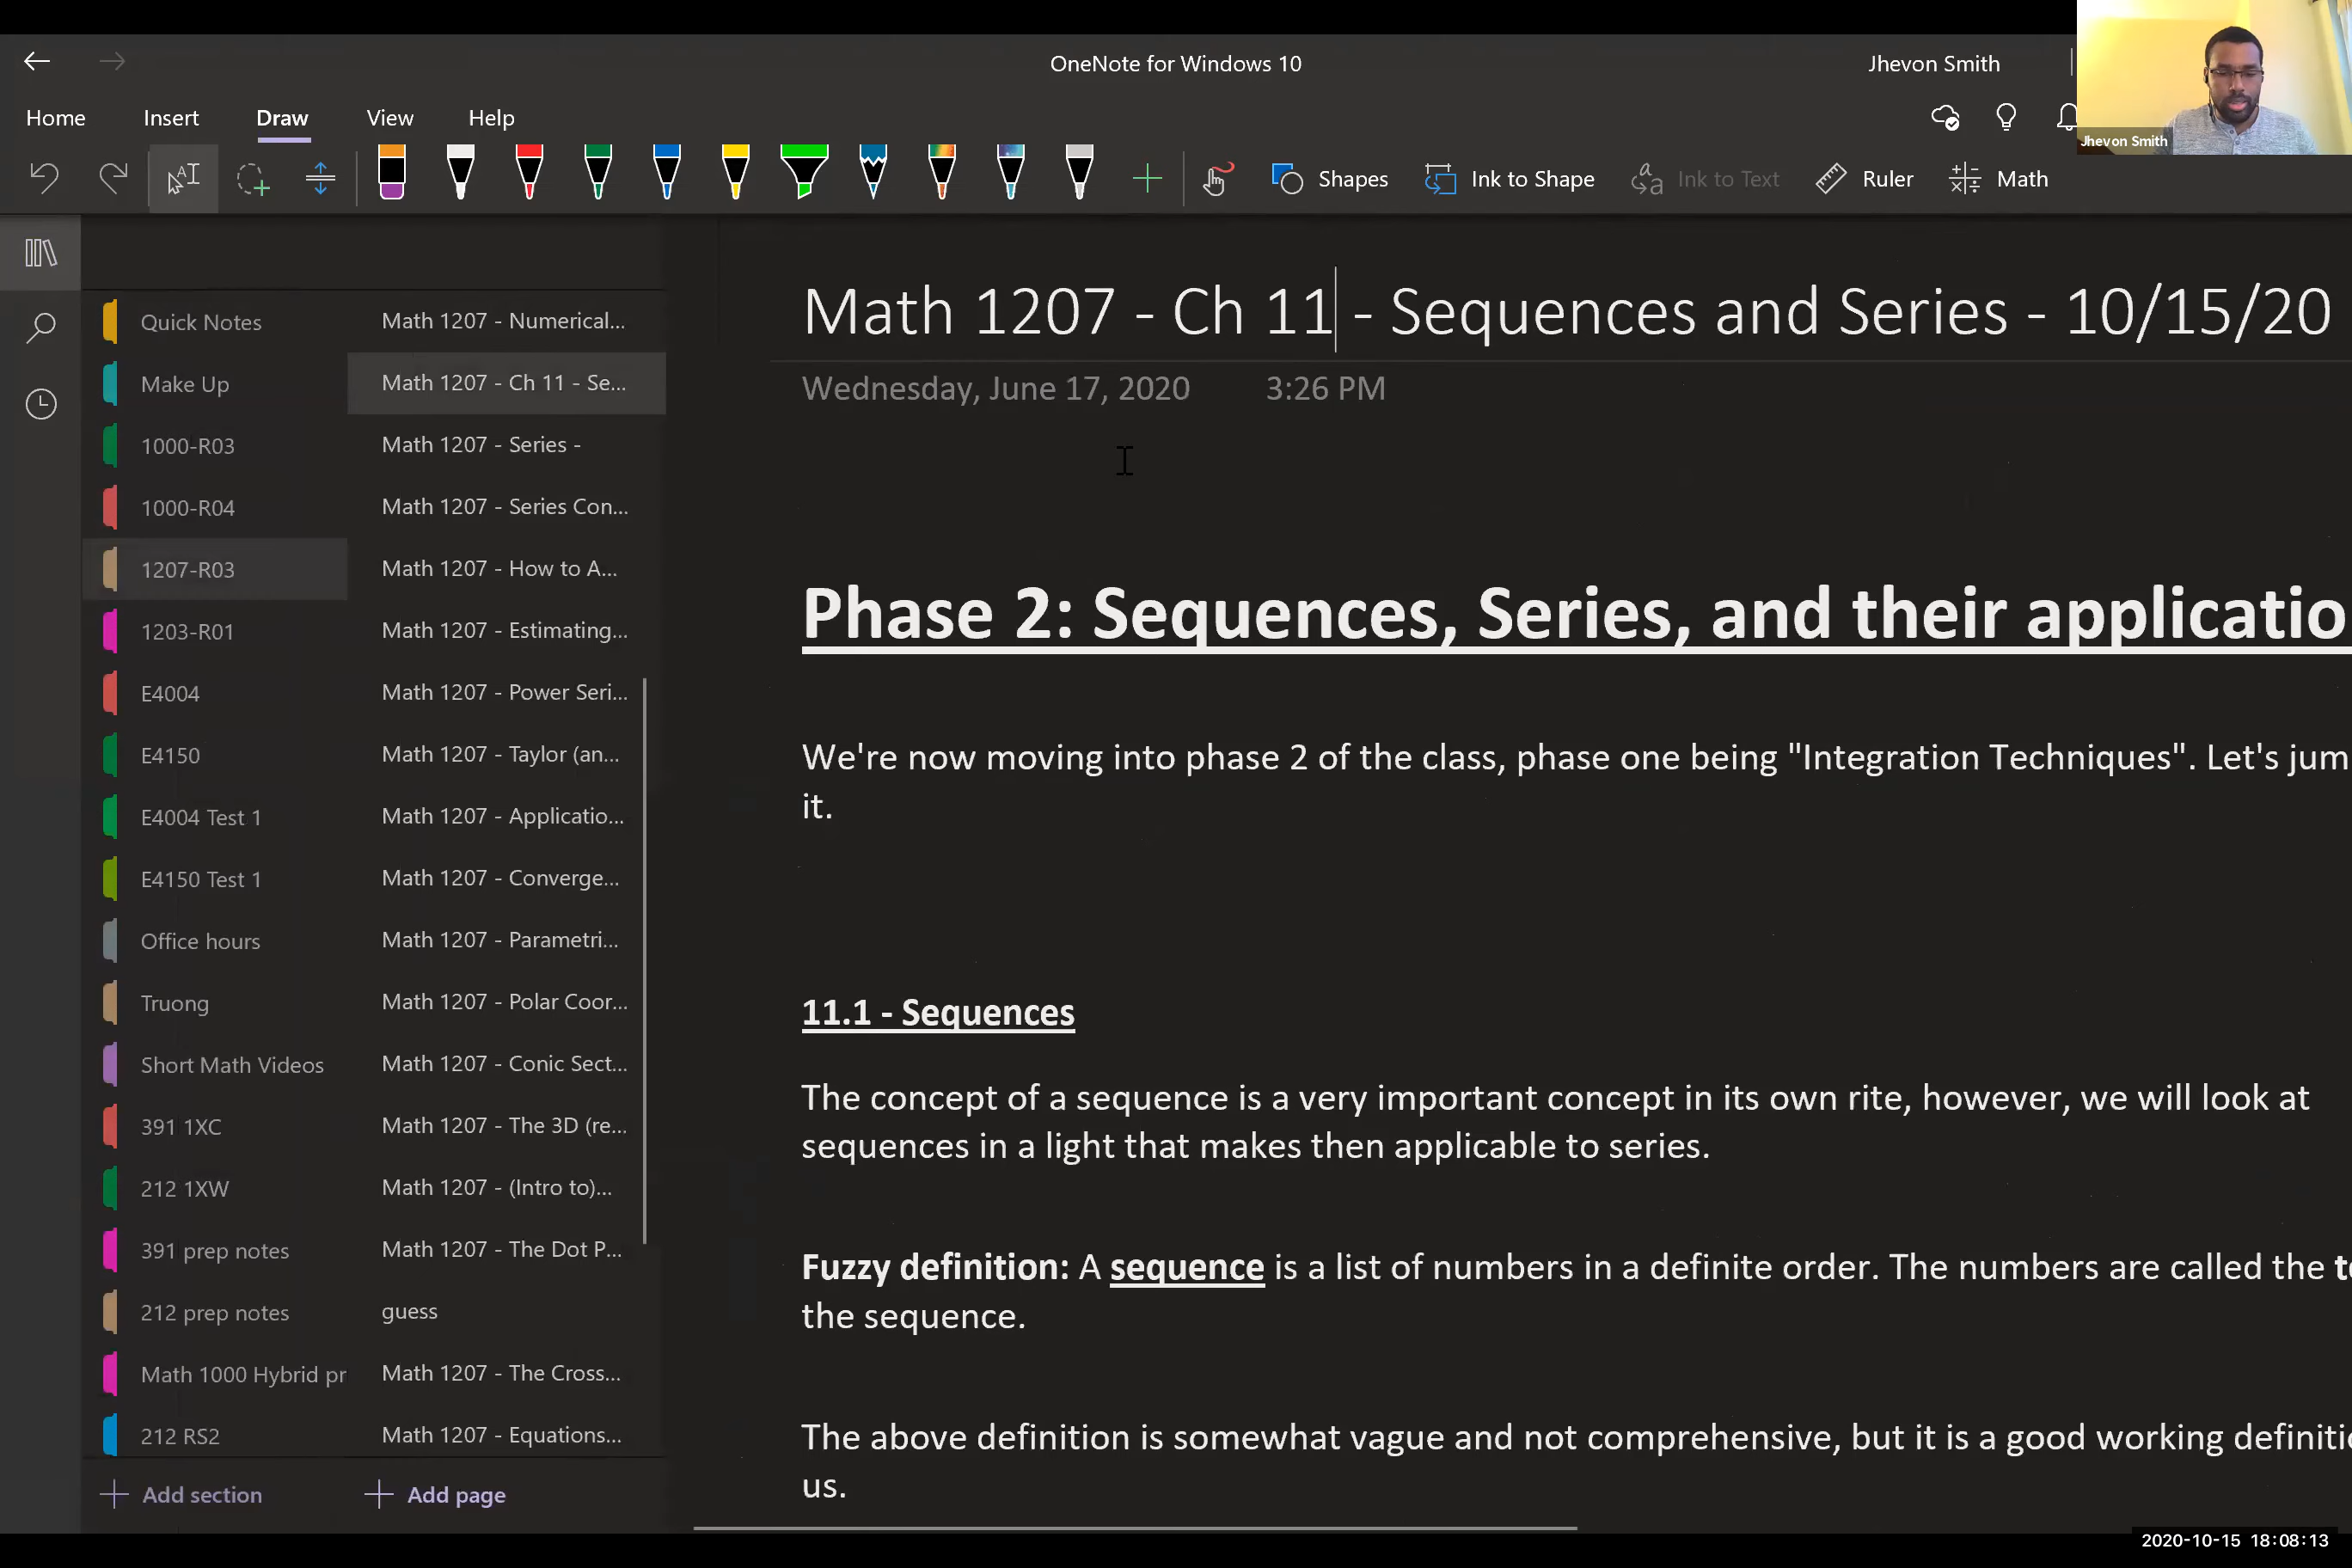 OneNote for Windows 10
Jhevon Smith
Home Insert Draw View Help
Jhevon Smith
Shapes Ink to Shape Ink to Text Ruler Math
Quick Notes
Make Up
1000-R03
1000-R04
1207-R03
1203-R01
E4004
E4150
E4004 Test 1
E4150 Test 1
Office hours
Truong
Short Math Videos
391 1XC
212 1XW
391 prep notes
212 prep notes
Math 1000 Hybrid pr
212 RS2
Add section
Math 1207 - Numerical...
Math 1207 - Ch 11 - Se...
Math 1207 - Series -
Math 1207 - Series Con...
Math 1207 - How to A...
Math 1207 - Estimating...
Math 1207 - Power Seri...
Math 1207 - Taylor (an...
Math 1207 - Applicatio...
Math 1207 - Converge...
Math 1207 - Parametri...
Math 1207 - Polar Coor...
Math 1207 - Conic Sect...
Math 1207 - The 3D (re...
Math 1207 - (Intro to)...
Math 1207 - The Dot P...
guess
Math 1207 - The Cross...
Math 1207 - Equations...
Add page
Math 1207 - Ch 11 - Sequences and Series - 10/15/20
Wednesday, June 17, 2020 3:26 PM
Phase 2: Sequences, Series, and their applicatio
We're now moving into phase 2 of the class, phase one being "Integration Techniques". Let's jum
it.
11.1 - Sequences
The concept of a sequence is a very important concept in its own rite, however, we will look at
sequences in a light that makes then applicable to series.
Fuzzy definition: A sequence is a list of numbers in a definite order. The numbers are called the te
the sequence.
The above definition is somewhat vague and not comprehensive, but it is a good working definiti
us.
2020-10-15 18:08:13